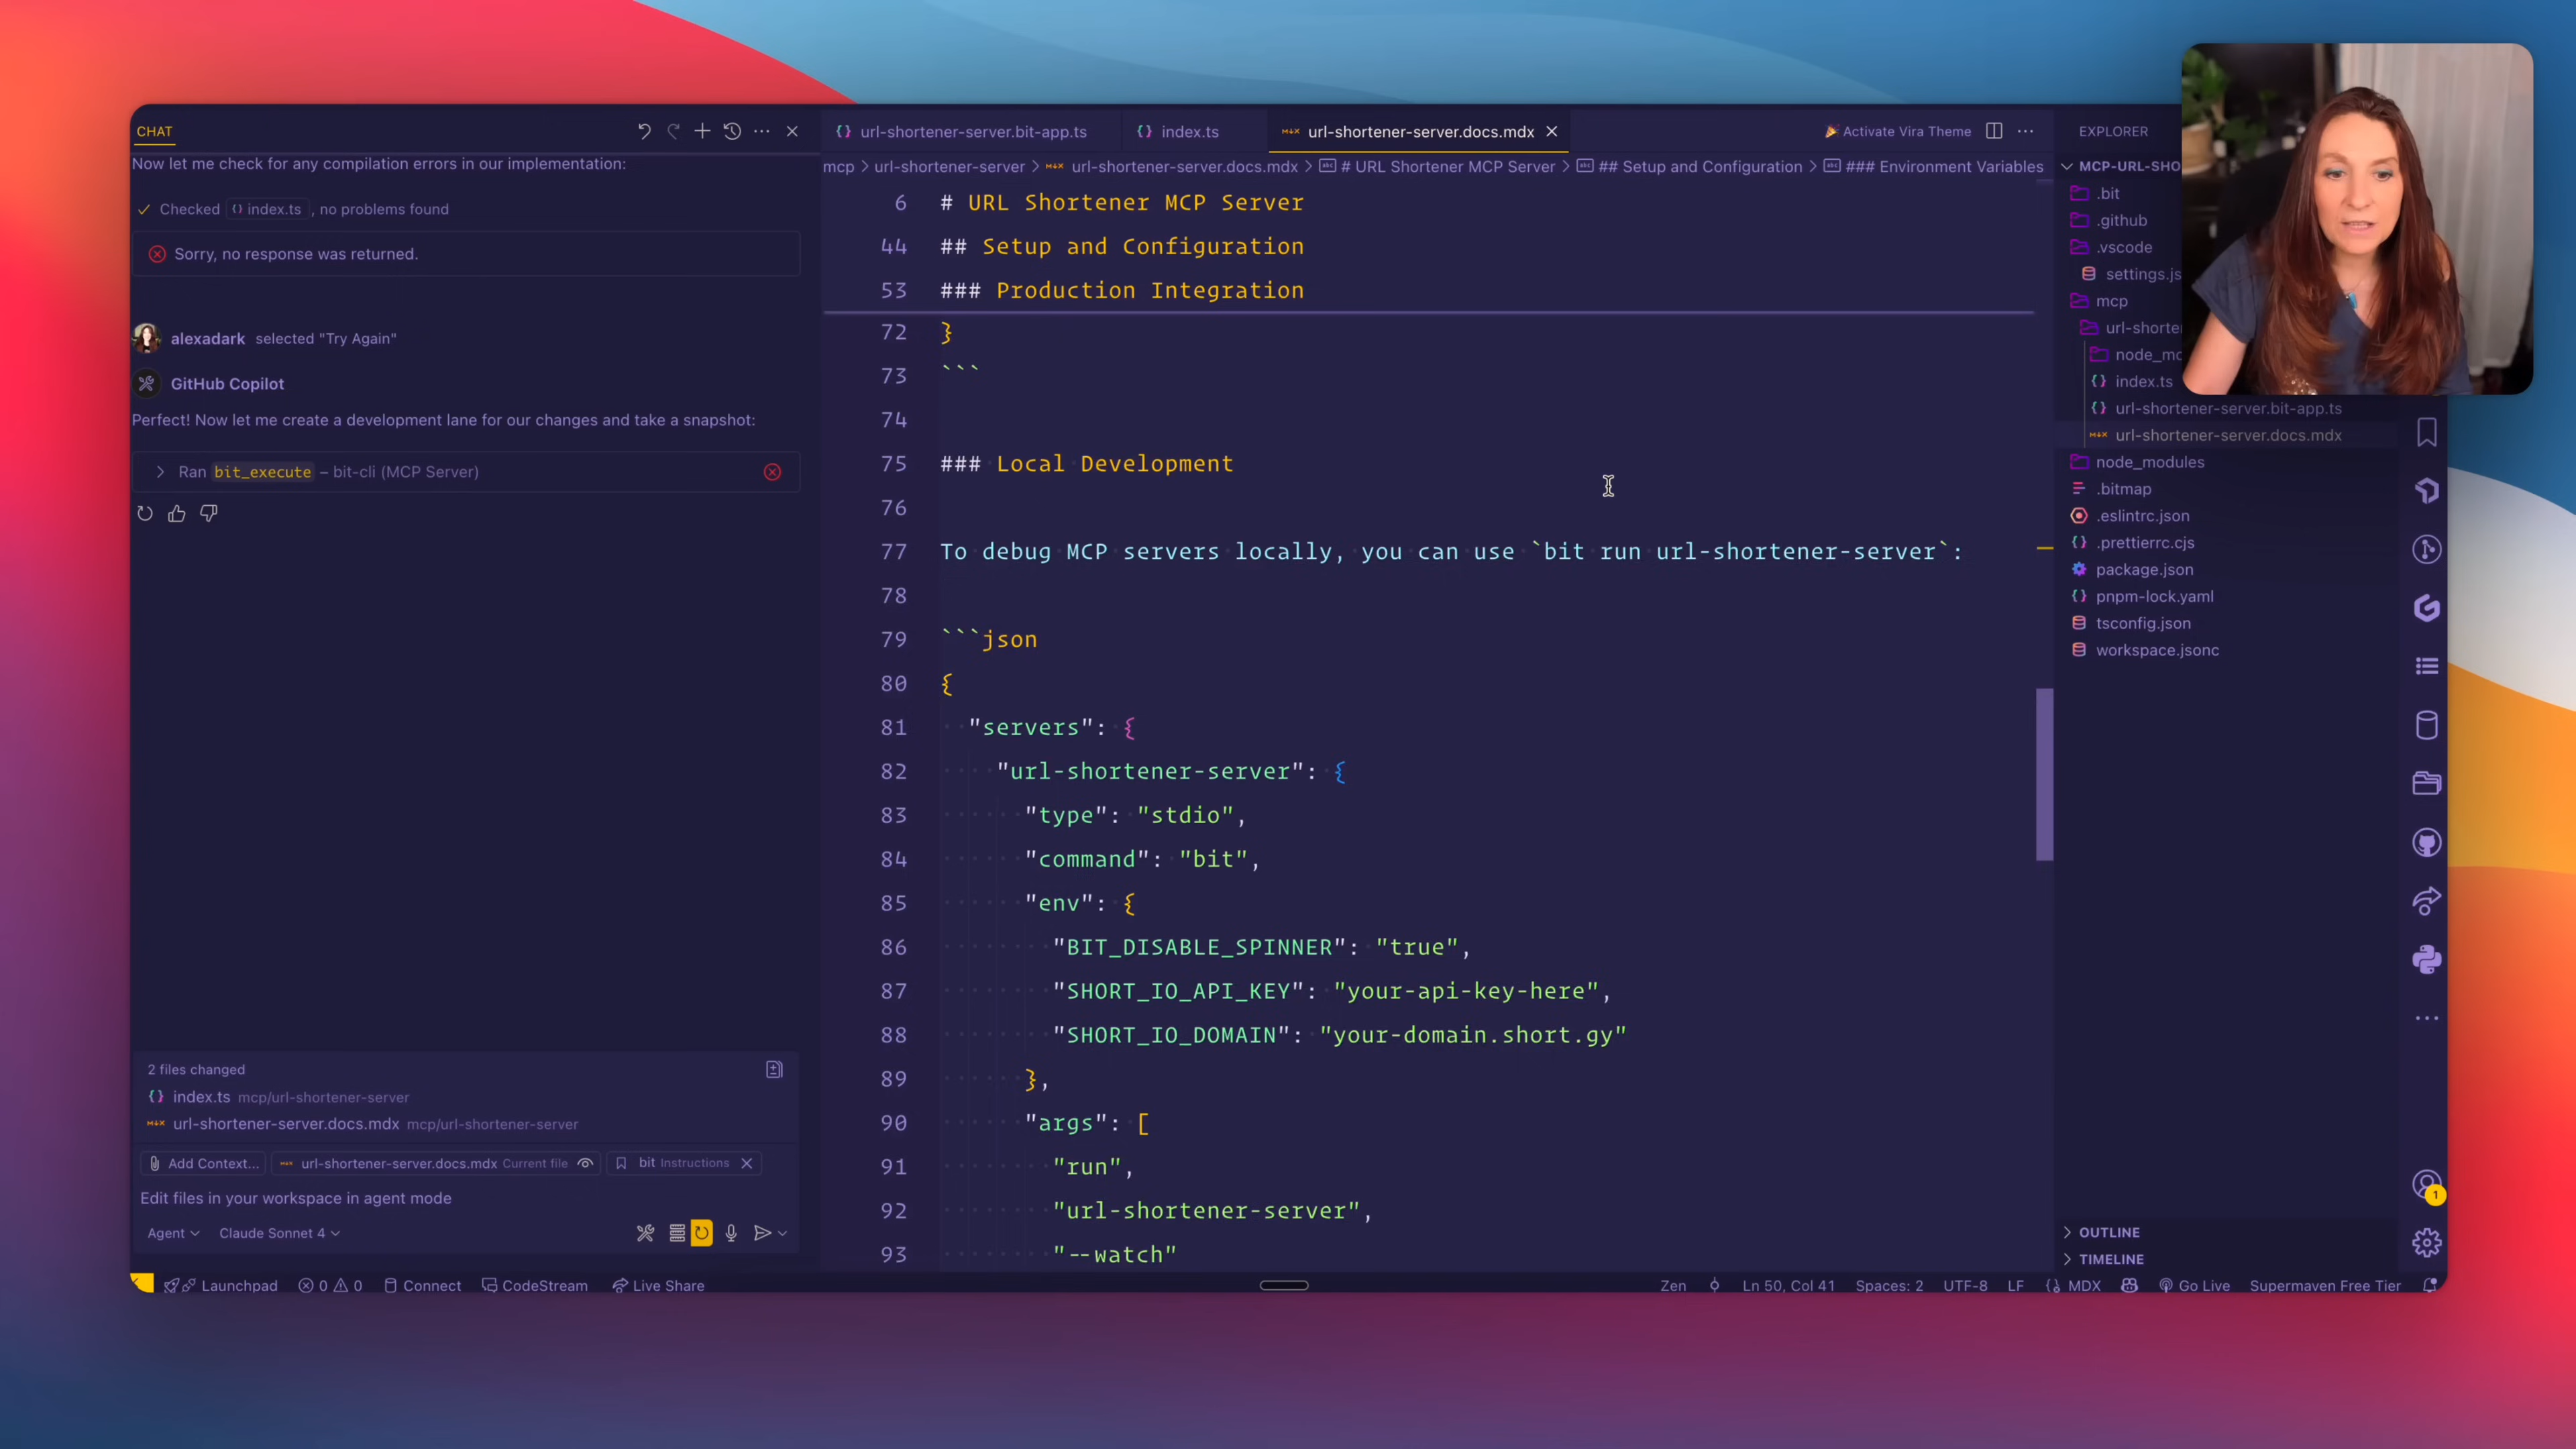 CHAT
Now let me check for any compilation errors in our implementation:
Checked index.ts , no problems found
Sorry, no response was returned.
alexadark selected "Try Again"
GitHub Copilot
Perfect! Now let me create a development lane for our changes and take a snapshot:
Ran bit_execute – bit-cli (MCP Server)
2 files changed
index.ts mcp/url-shortener-server
url-shortener-server.docs.mdx mcp/url-shortener-server
Add Context... url-shortener-server.docs.mdx Current file bit Instructions
Edit files in your workspace in agent mode
Agent Claude Sonnet 4
url-shortener-server.bit-app.ts index.ts url-shortener-server.docs.mdx Activate Vira Theme
mcp > url-shortener-server > url-shortener-server.docs.mdx > # URL Shortener MCP Server > ## Setup and Configuration > ### Environment Variables
6 # URL Shortener MCP Server
44 ## Setup and Configuration
53 ### Production Integration
72 }
73 ```
74
75 ### Local Development
76
77 To debug MCP servers locally, you can use `bit run url-shortener-server`:
78
79 ```json
80 {
81 "servers": {
82 "url-shortener-server": {
83 "type": "stdio",
84 "command": "bit",
85 "env": {
86 "BIT_DISABLE_SPINNER": "true",
87 "SHORT_IO_API_KEY": "your-api-key-here",
88 "SHORT_IO_DOMAIN": "your-domain.short.gy"
89 },
90 "args": [
91 "run",
92 "url-shortener-server",
93 "--watch"
EXPLORER
MCP-URL-SHO
.bit
.github
.vscode
settings.js
mcp
url-shorte
node_mo
index.ts
url-shortener-server.bit-app.ts
url-shortener-server.docs.mdx
node_modules
.bitmap
.eslintrc.json
.prettierrc.cjs
package.json
pnpm-lock.yaml
tsconfig.json
workspace.jsonc
OUTLINE
TIMELINE
1
Launchpad 0 0 Connect CodeStream Live Share Zen Ln 50, Col 41 Spaces: 2 UTF-8 LF MDX Go Live Supermaven Free Tier